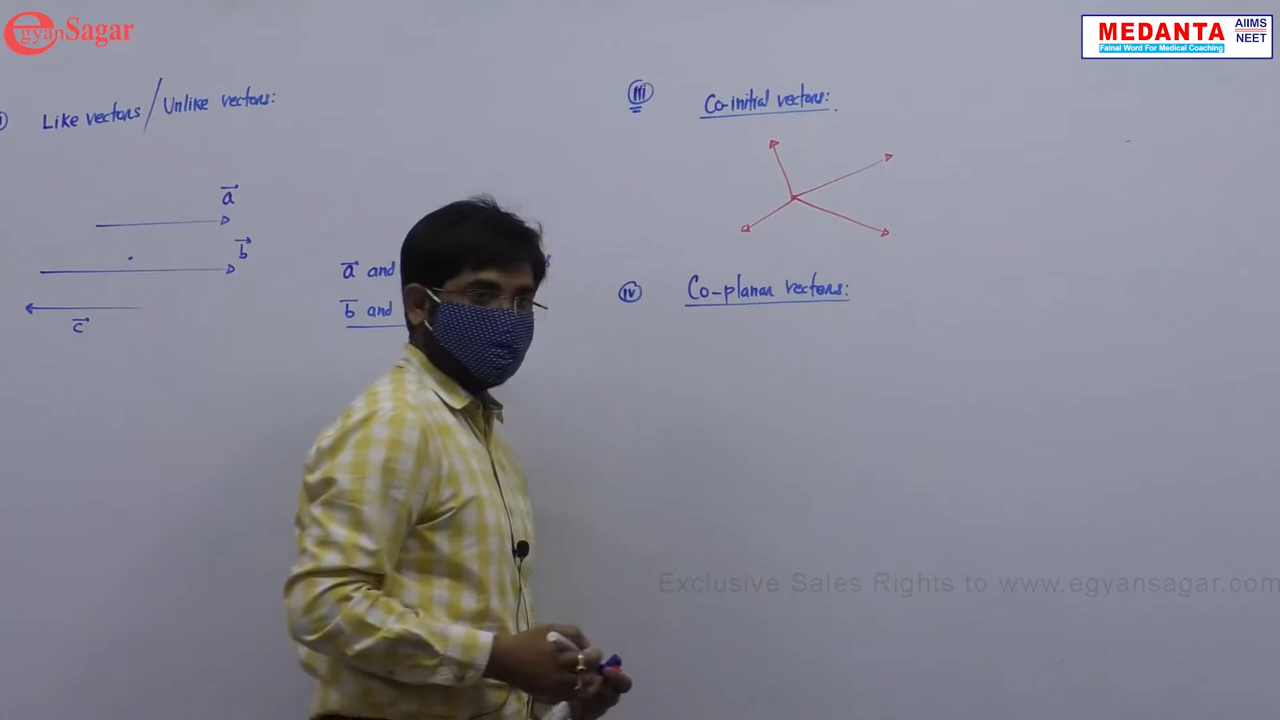 egyanSagar
MEDANTA AIIMS NEET
Fainal Word For Medical Coaching
Like vectors / Unlike vectors:
a
b
c
a and
b and
iii Co-initial vectors:
iv Co-planar vectors:
Exclusive Sales Rights to www.egyansagar.com